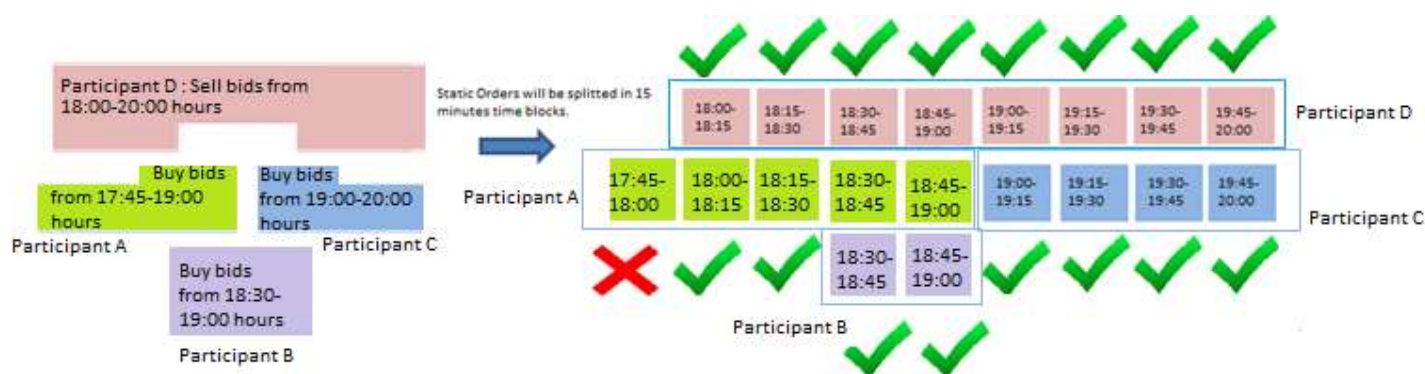 Participant D : Sell bids from
18:00-20:00 hours
Buy bids
from 17:45-19:00
hours
Participant A
Buy bids
from 19:00-20:00
hours
Participant C
Buy bids
from 18:30-
19:00 hours
Participant B
Static Orders will be splitted in 15
minutes time blocks.
18:00-
18:15
18:15-
18:30
18:30-
18:45
18:45-
19:00
19:00-
19:15
19:15-
19:30
19:30-
19:45
19:45-
20:00
Participant D
Participant A
17:45-
18:00
18:00-
18:15
18:15-
18:30
18:30-
18:45
18:45-
19:00
19:00-
19:15
19:15-
19:30
19:30-
19:45
19:45-
20:00
Participant C
18:30-
18:45
18:45-
19:00
Participant B